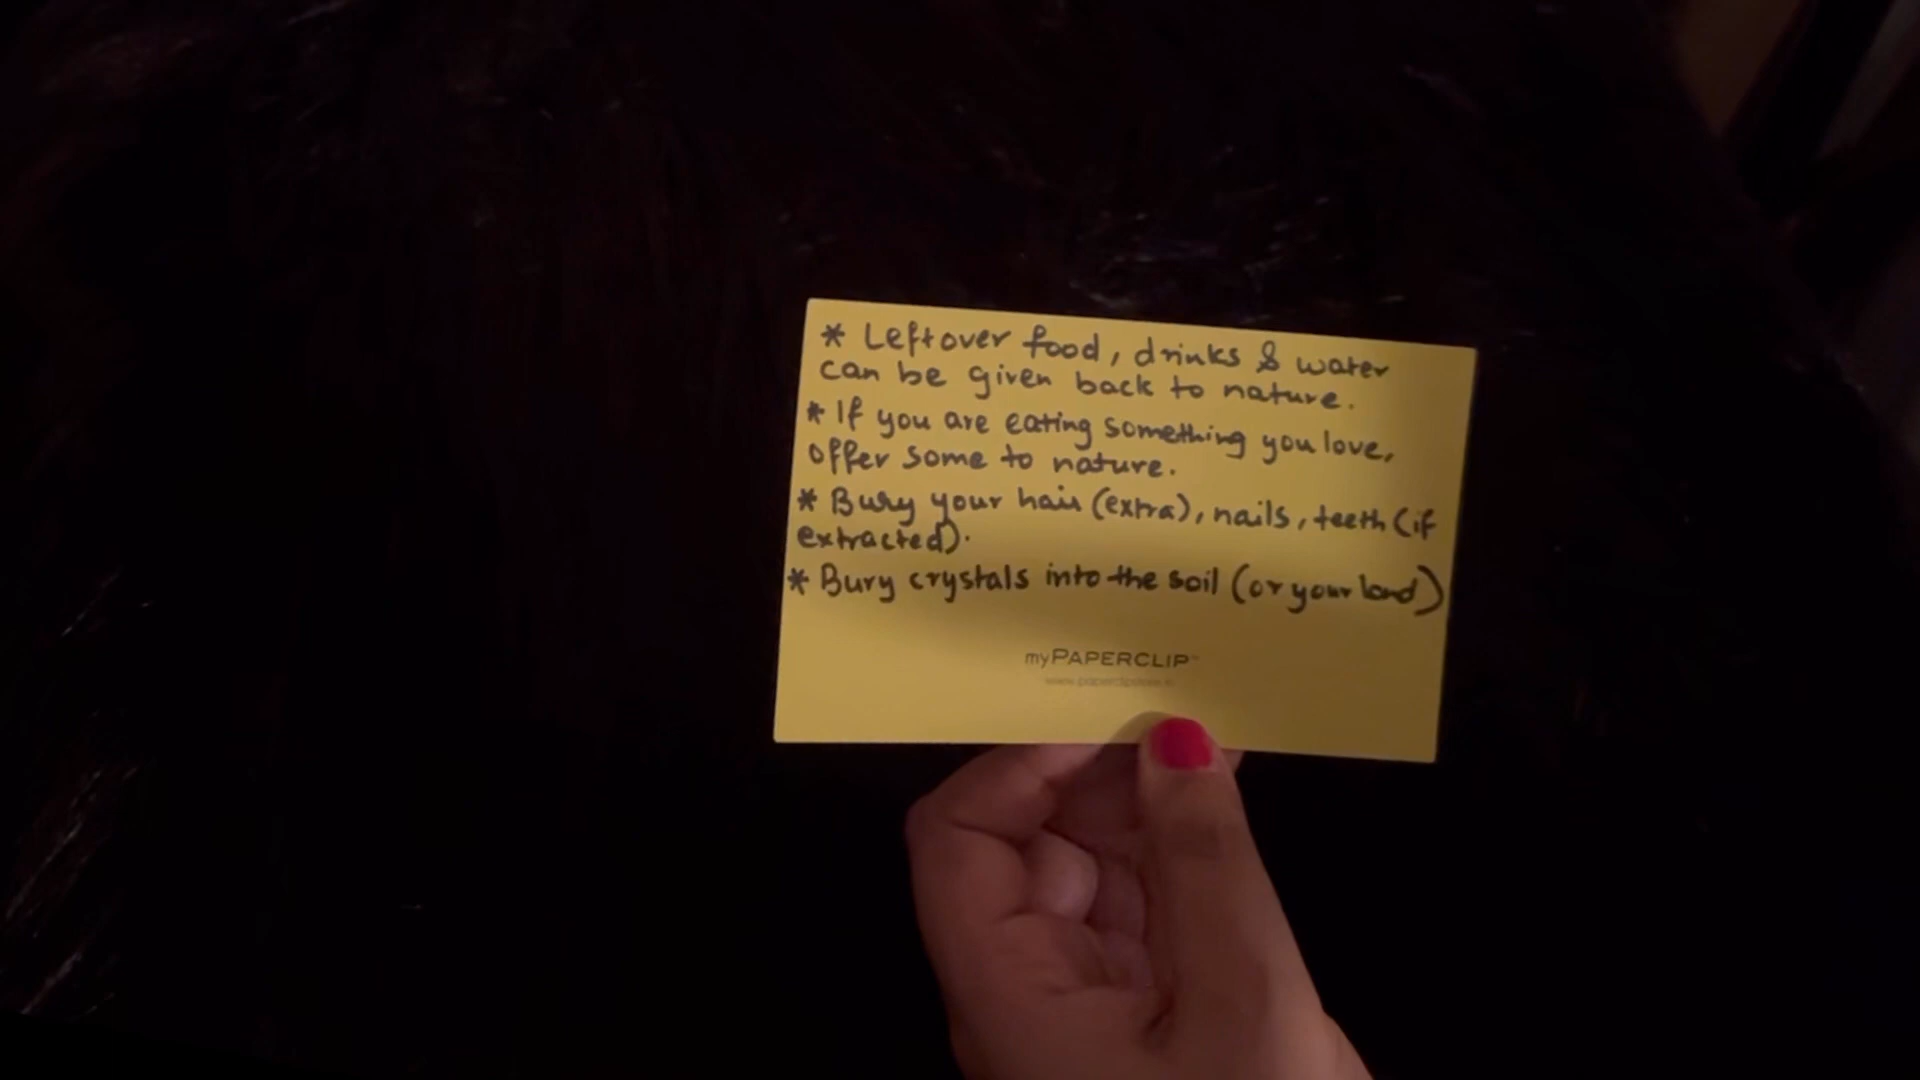 * Leftover food, drinks & water
can be given back to nature.
* If you are eating something you love,
offer some to nature.
* Bury your hair (extra), nails, teeth (if
extracted).
* Bury crystals into the soil (or your land)
myPAPERCLIP™